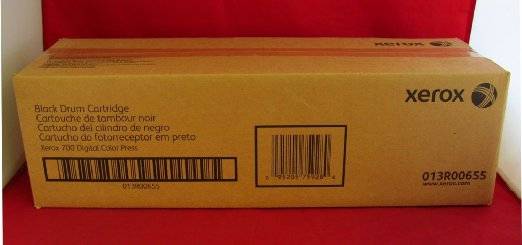 xerox
xerox
Black Drum Cartridge
Cartouche de tambour noir
Cartucho del cilindro de negro
Cartucho do fotorreceptor em preto
Xerox 700 Digital Color Press
013R00655
013R00655
www.xerox.com